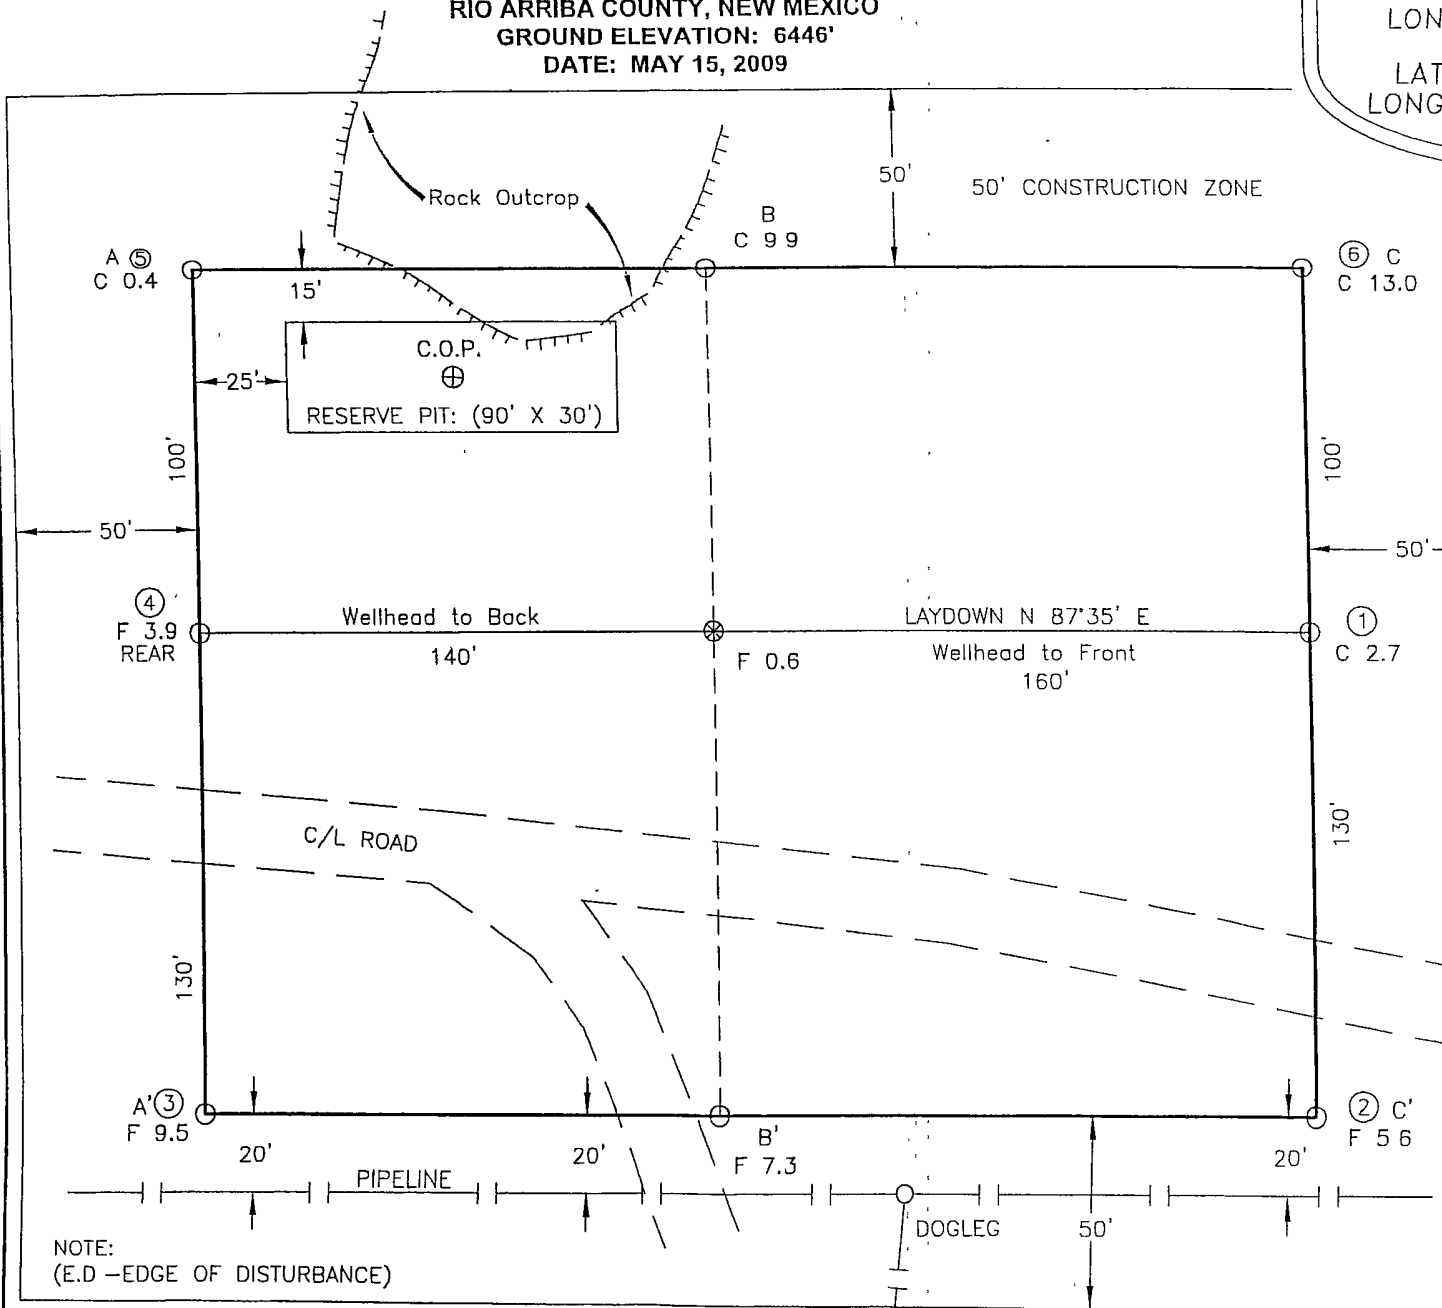 RIO ARRIBA COUNTY, NEW MEXICO
GROUND ELEVATION: 6446'
DATE: MAY 15, 2009
LON
LAT
LONG
50'
50' CONSTRUCTION ZONE
Rock Outcrop
B
C 9 9
A 5
C 0.4
6 C
C 13.0
15'
C.O.P.
25'
RESERVE PIT: (90' X 30')
100'
100'
50'
50'
4
F 3.9
REAR
Wellhead to Back
140'
F 0.6
LAYDOWN N 87°35' E
Wellhead to Front
160'
1
C 2.7
C/L ROAD
130'
130'
A' 3
F 9.5
20'
20'
B'
F 7.3
2 C'
F 5 6
20'
PIPELINE
DOGLEG
50'
NOTE:
(E.D –EDGE OF DISTURBANCE)